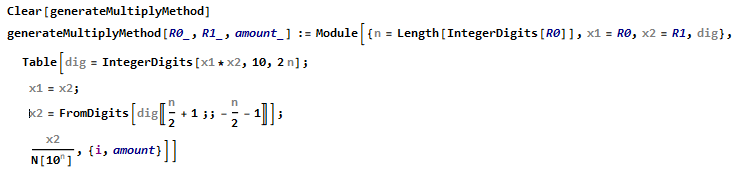 Clear[generateMultiplyMethod]
generateMultiplyMethod[R0_, R1_, amount_] := Module[{n = Length[IntegerDigits[R0]], x1 = R0, x2 = R1, dig},
Table[dig = IntegerDigits[x1 * x2, 10, 2 n];
x1 = x2;
x2 = FromDigits[dig[[n/2 + 1 ;; -n/2 - 1]]];
x2/N[10^n], {i, amount}]]